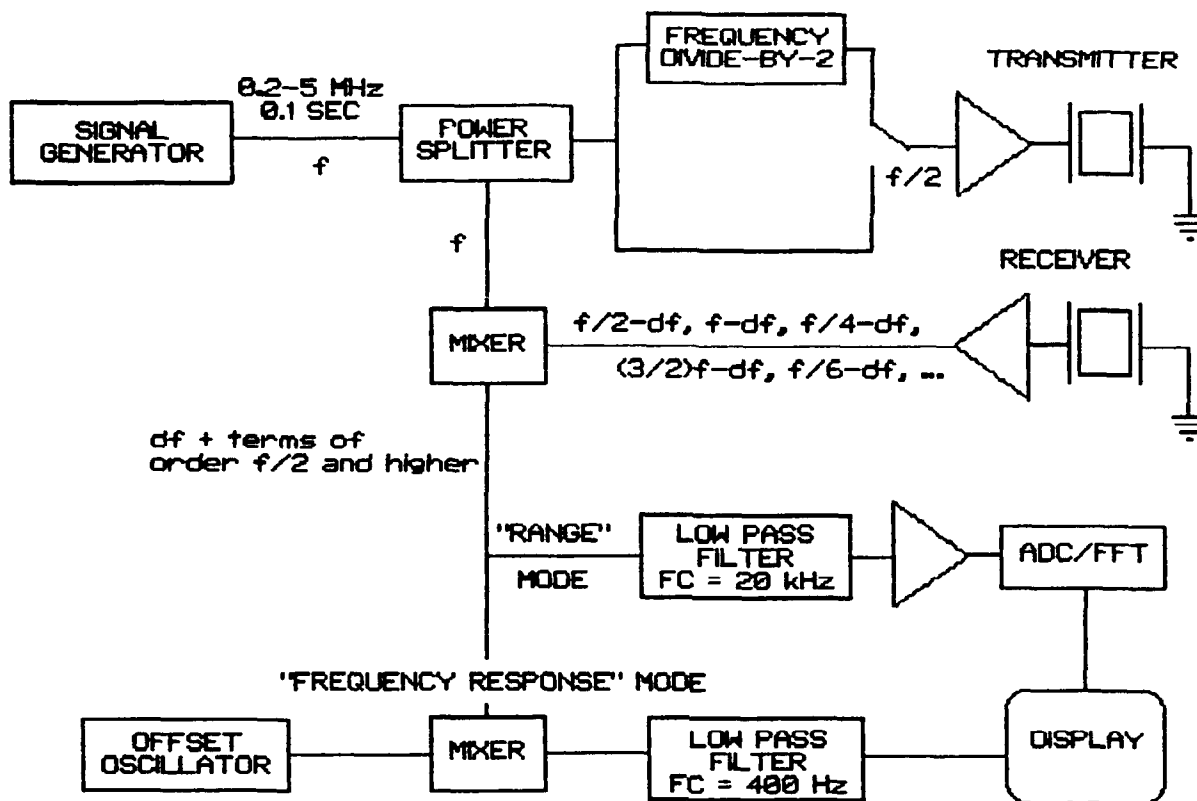 FREQUENCY
DIVIDE-BY-2
TRANSMITTER
0.2-5 MHz
0.1 SEC
SIGNAL
GENERATOR
f
POWER
SPLITTER
f/2
f
RECEIVER
MIXER
f/2-df, f-df, f/4-df,
(3/2)f-df, f/6-df, ...
df + terms of
order f/2 and higher
"RANGE"
MODE
LOW PASS
FILTER
FC = 20 kHz
ADC/FFT
"FREQUENCY RESPONSE" MODE
OFFSET
OSCILLATOR
MIXER
LOW PASS
FILTER
FC = 400 Hz
DISPLAY